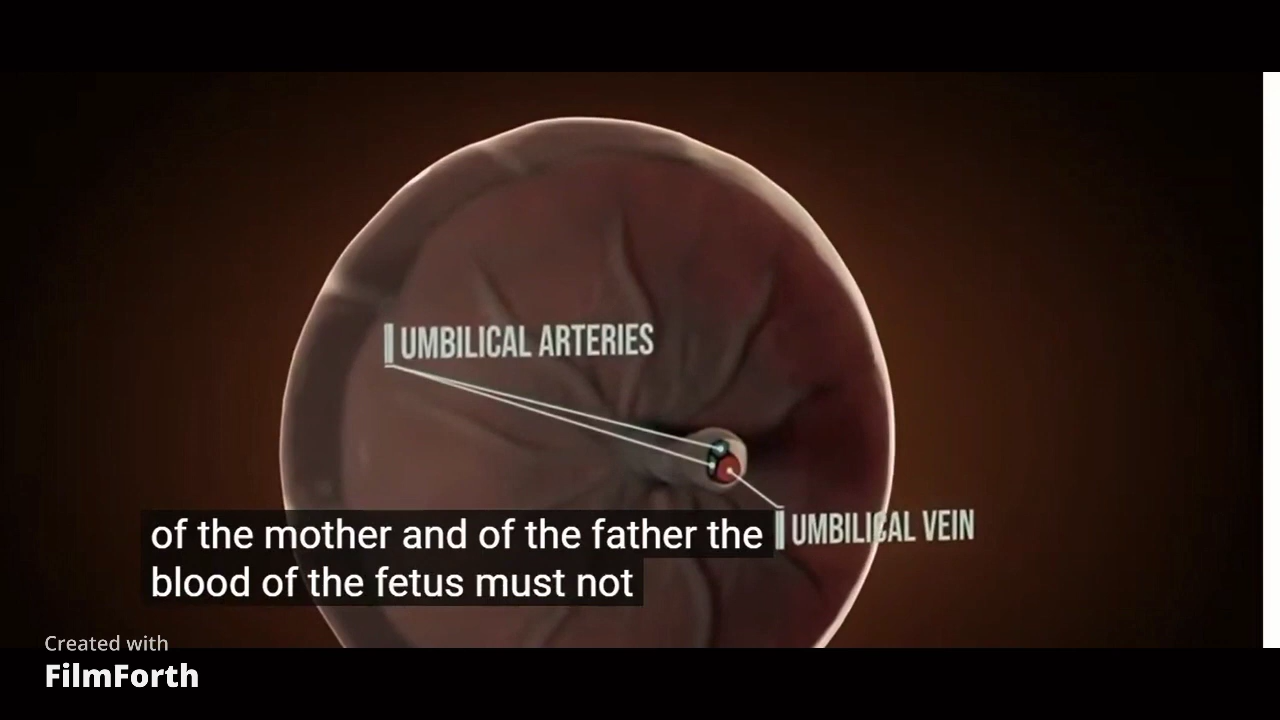 UMBILICAL ARTERIES
UMBILICAL VEIN
of the mother and of the father the
blood of the fetus must not
Created with
FilmForth